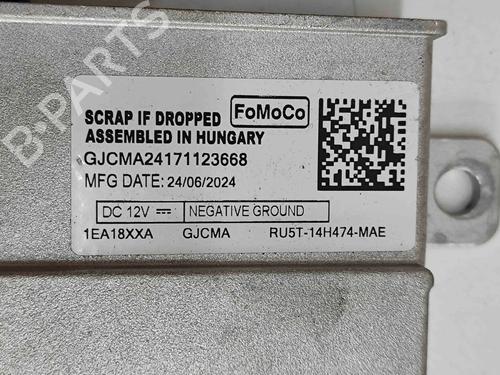 SCRAP IF DROPPED
ASSEMBLED IN HUNGARY
FoMoCo
GJCMA24171123668
MFG DATE: 24/06/2024
DC 12V NEGATIVE GROUND
1EA18XXA GJCMA RU5T-14H474-MAE
B-PARTS